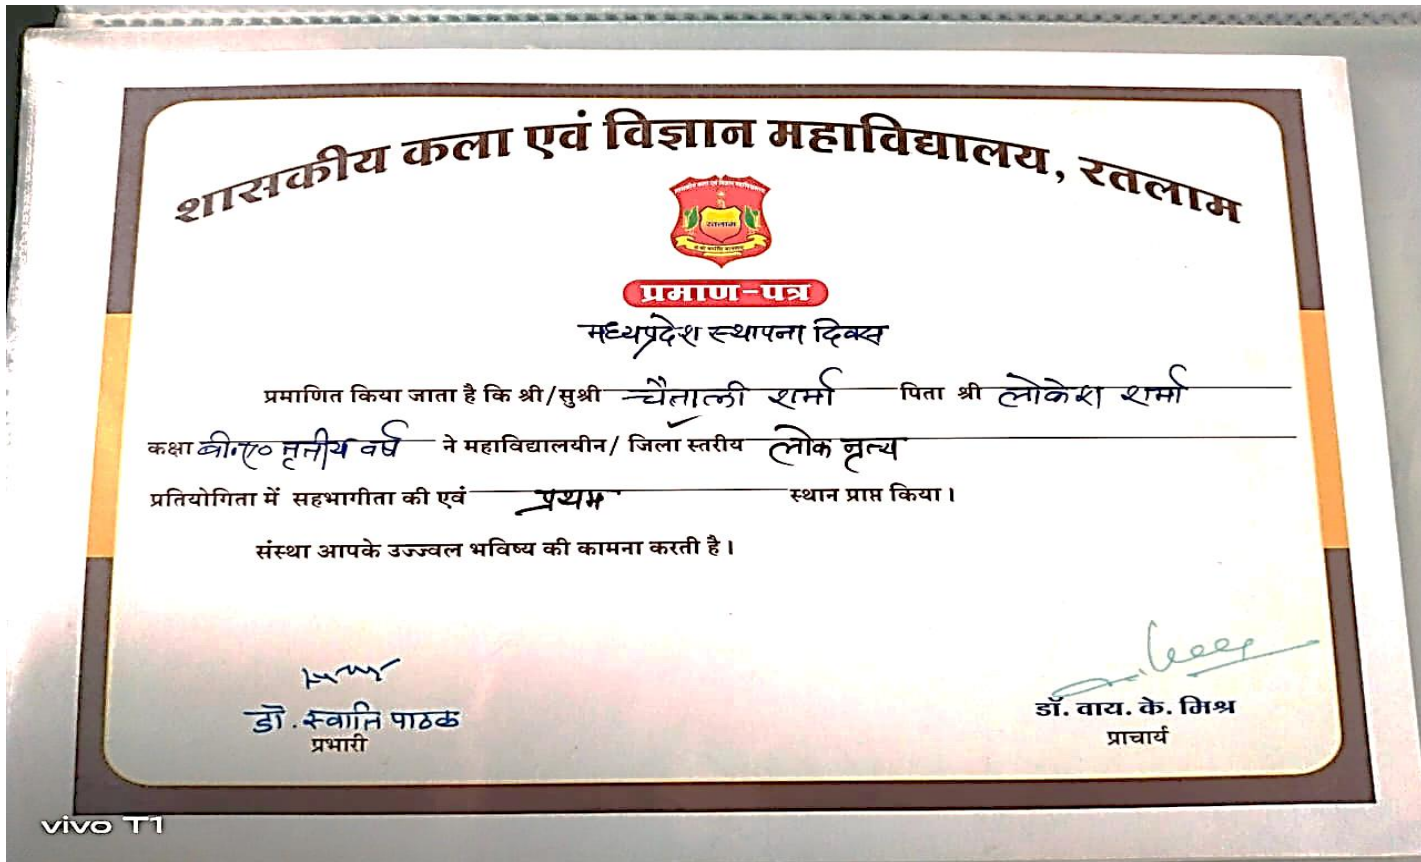 शासकीय कला एवं विज्ञान महाविद्यालय, रतलाम
रतलाम
प्रमाण-पत्र
मध्यप्रदेश स्थापना दिवस
प्रमाणित किया जाता है कि श्री/सुश्री चैताली शर्मा पिता श्री लोकेश शर्मा
कक्षा बी.ए० तृतीय वर्ष ने महाविद्यालयीन/ जिला स्तरीय लोक नृत्य
प्रतियोगिता में सहभागीता की एवं प्रथम स्थान प्राप्त किया।
संस्था आपके उज्ज्वल भविष्य की कामना करती है।
डॉ. स्वाति पाठक
प्रभारी
डॉ. वाय. के. मिश्र
प्राचार्य
vivo T1